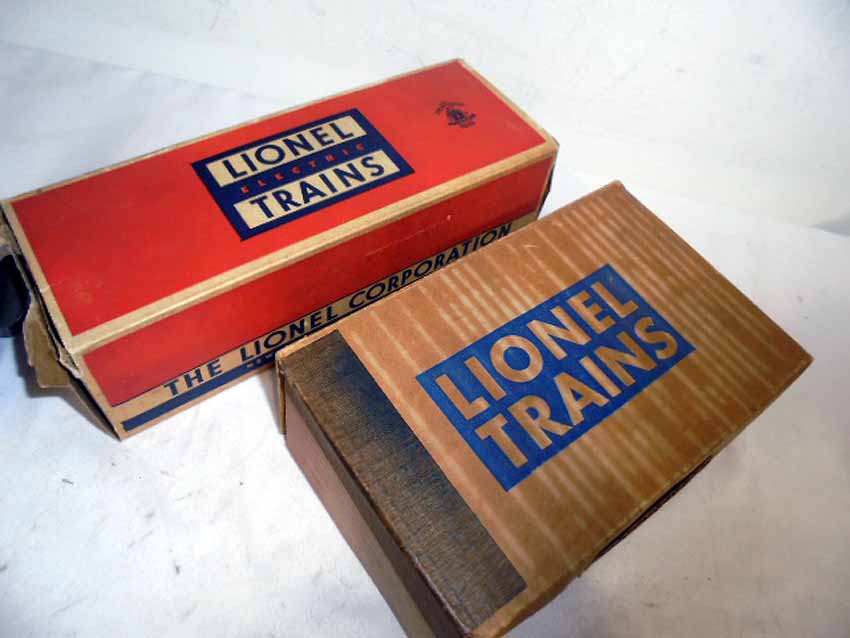 LIONEL
ELECTRIC
TRAINS
THE LIONEL CORPORATION
LIONEL
TRAINS